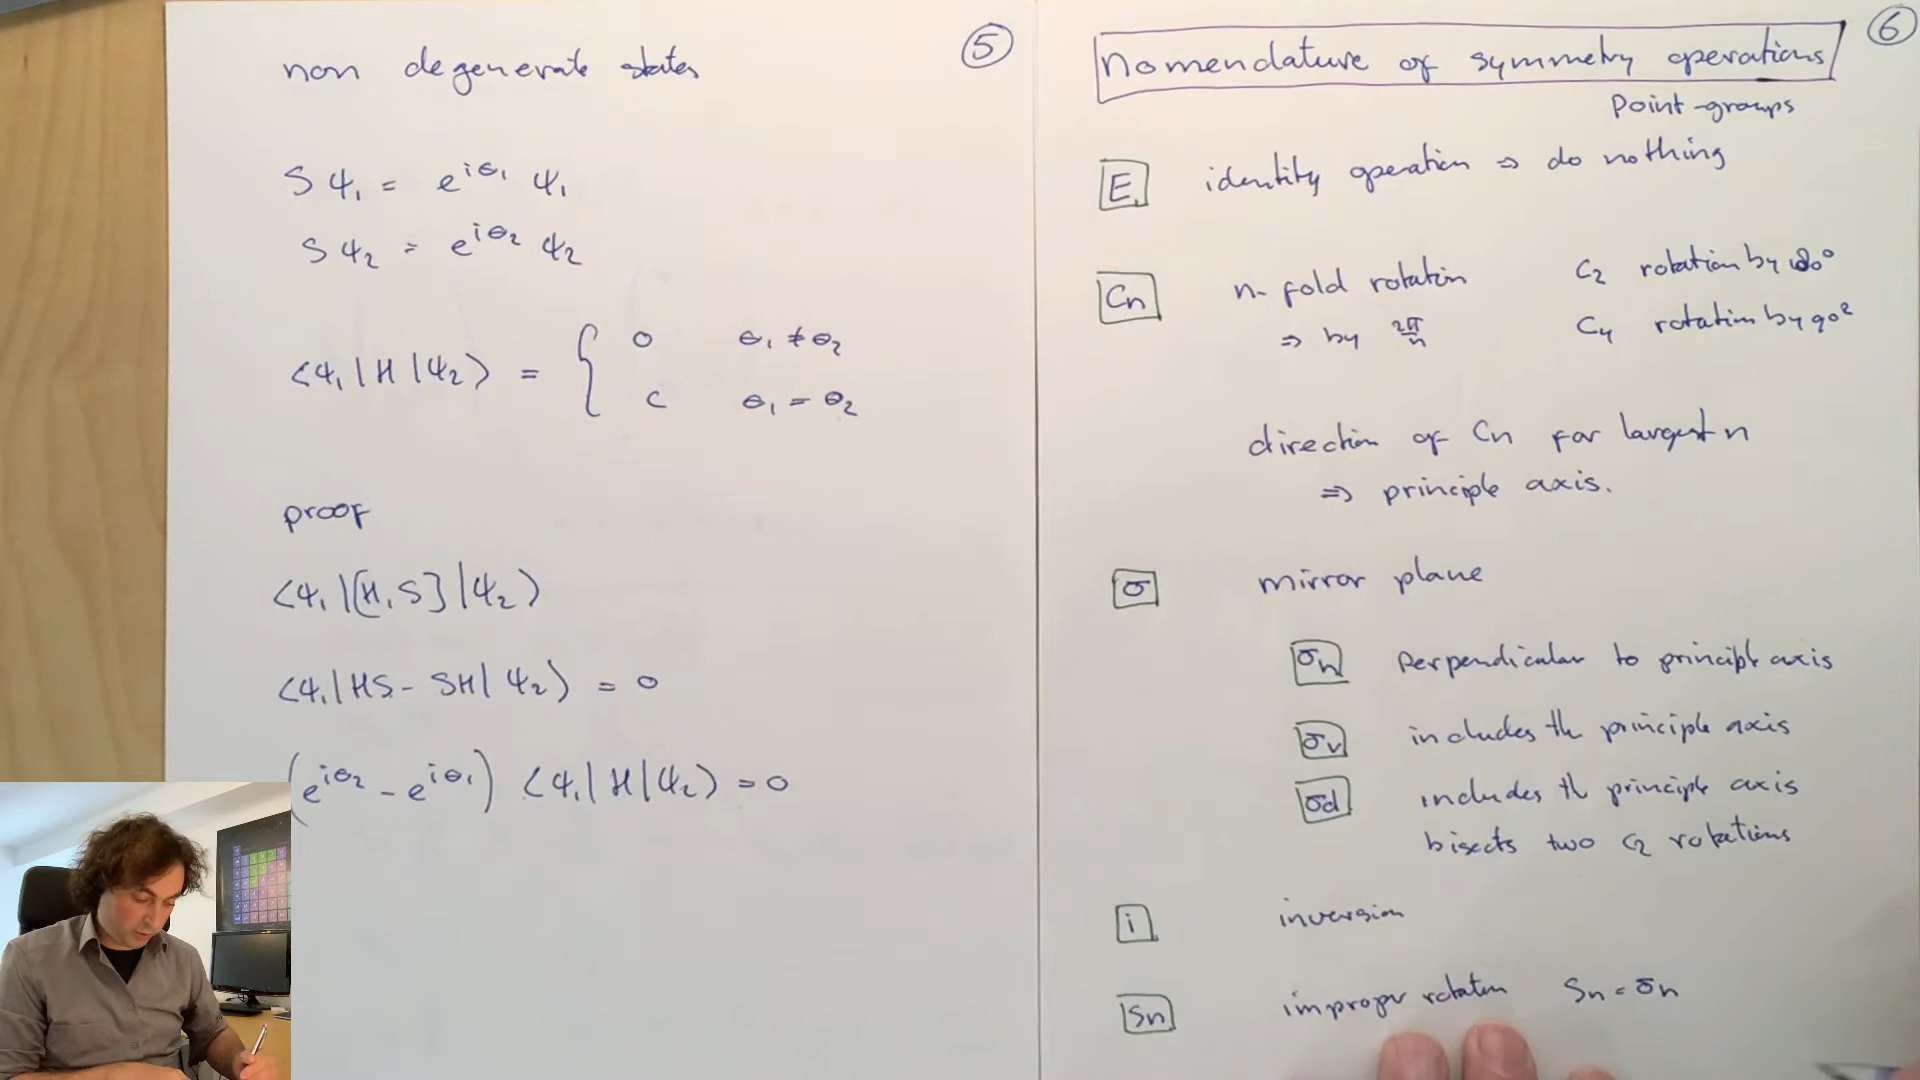 5
non degenerate states
Sψ₁ = e^{iθ₁} ψ₁
Sψ₂ = e^{iθ₂} ψ₂
<ψ₁|H|ψ₂> = { 0 θ₁ ≠ θ₂
c θ₁ = θ₂
proof
<ψ₁|[H,S]|ψ₂>
<ψ₁|HS - SH|ψ₂> = 0
(e^{iθ₂} - e^{iθ₁}) <ψ₁|H|ψ₂> = 0
6
Nomenclature of symmetry operations
Point-groups
E identity operation ⇒ do nothing
Cn n-fold rotation C₂ rotation by 180°
⇒ by 2π/n C₄ rotation by 90°
direction of Cn for largest n
⇒ principle axis.
σ mirror plane
σh Perpendicular to principle axis
σv includes the principle axis
σd includes the principle axis
bisects two C₂ rotations
i inversion
Sn improper rotation Sn = σh